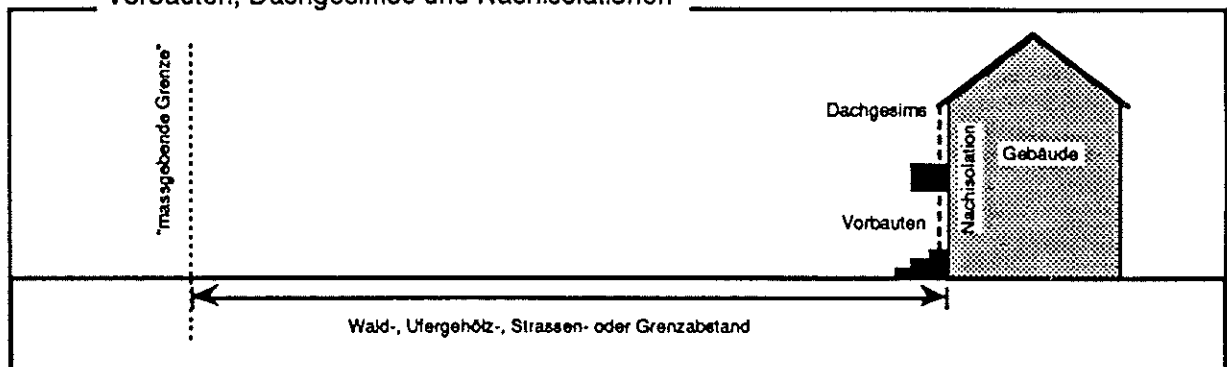 Vorbauten, Dachgesimse und Nachisolationen
"massgebende Grenze"
Dachgesims
Nachisolation
Gebäude
Vorbauten
Wald-, Ufergehölz-, Strassen- oder Grenzabstand